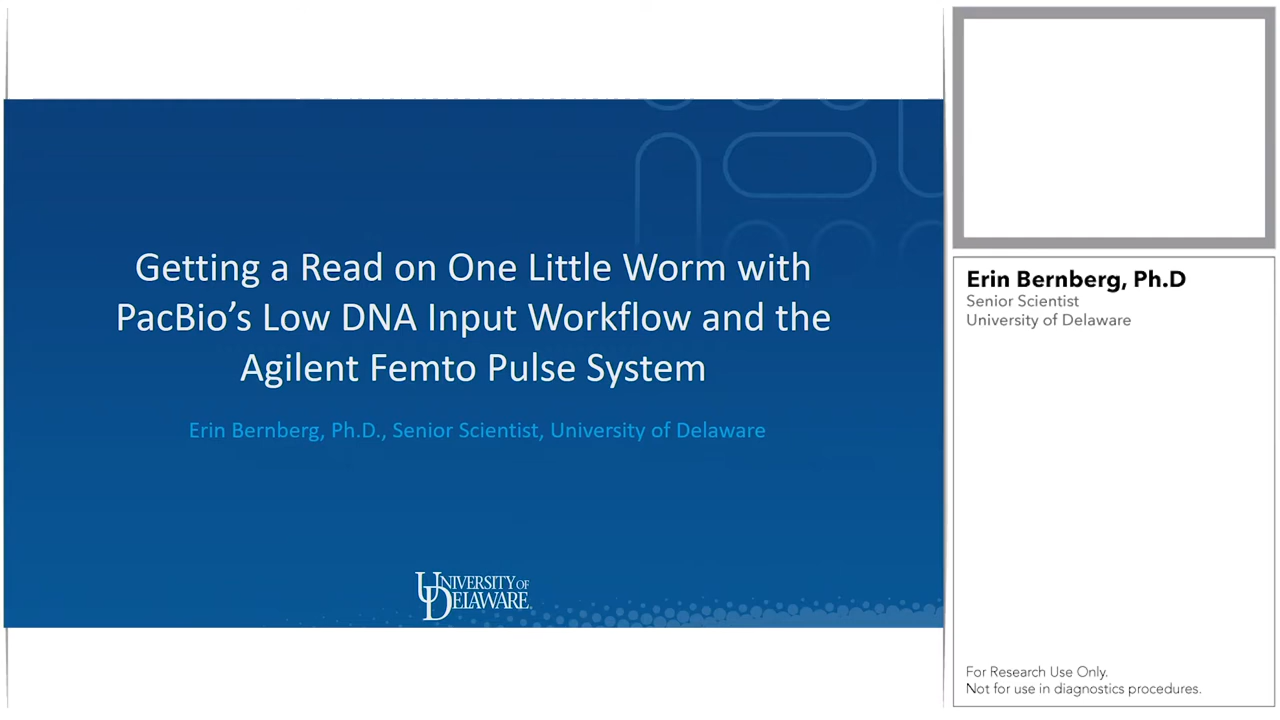 Getting a Read on One Little Worm with
PacBio’s Low DNA Input Workflow and the
Agilent Femto Pulse System
Erin Bernberg, Ph.D., Senior Scientist, University of Delaware
UNIVERSITY OF
DELAWARE
Erin Bernberg, Ph.D
Senior Scientist
University of Delaware
For Research Use Only.
Not for use in diagnostics procedures.